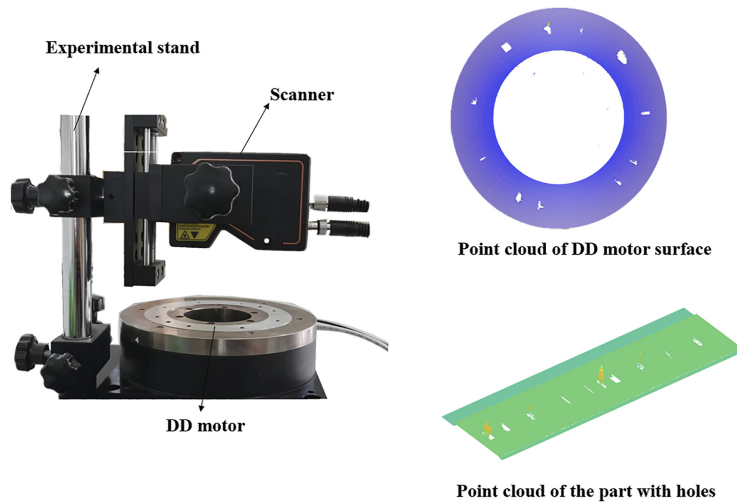 Experimental stand
Scanner
DD motor
Point cloud of DD motor surface
Point cloud of the part with holes